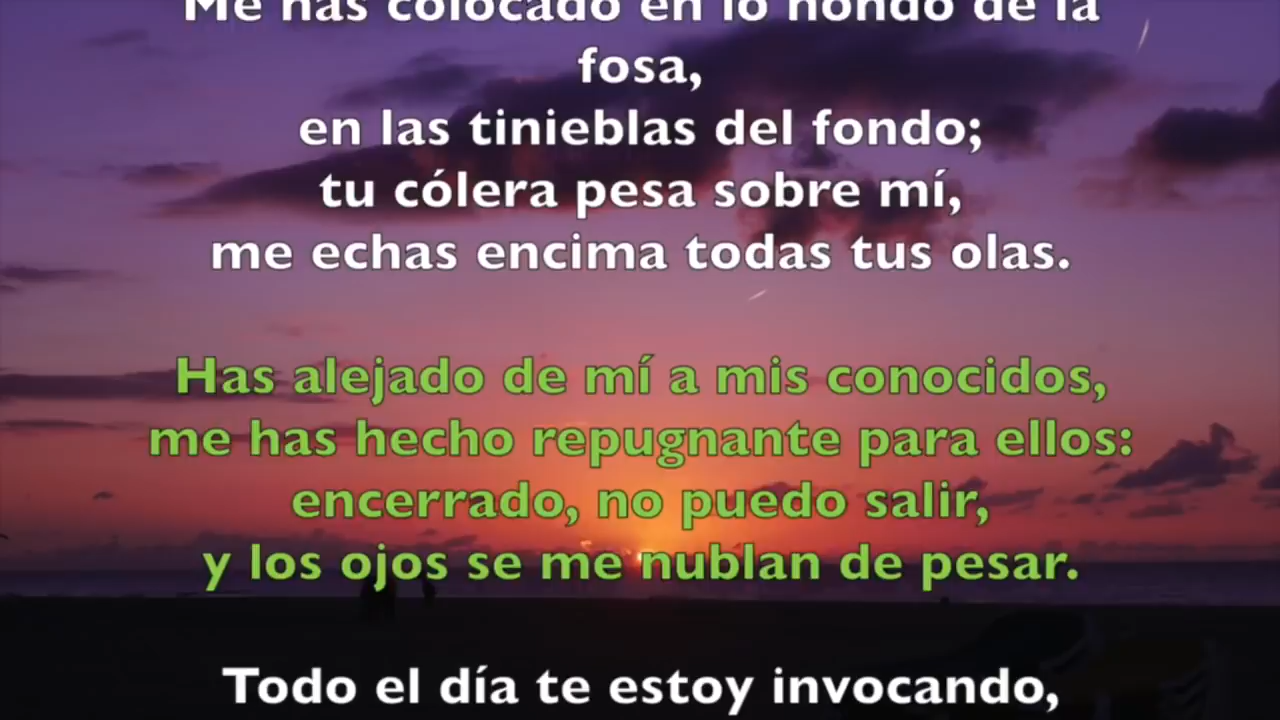 Me has colocado en lo hondo de la
fosa,
en las tinieblas del fondo;
tu cólera pesa sobre mí,
me echas encima todas tus olas.
Has alejado de mí a mis conocidos,
me has hecho repugnante para ellos:
encerrado, no puedo salir,
y los ojos se me nublan de pesar.
Todo el día te estoy invocando,